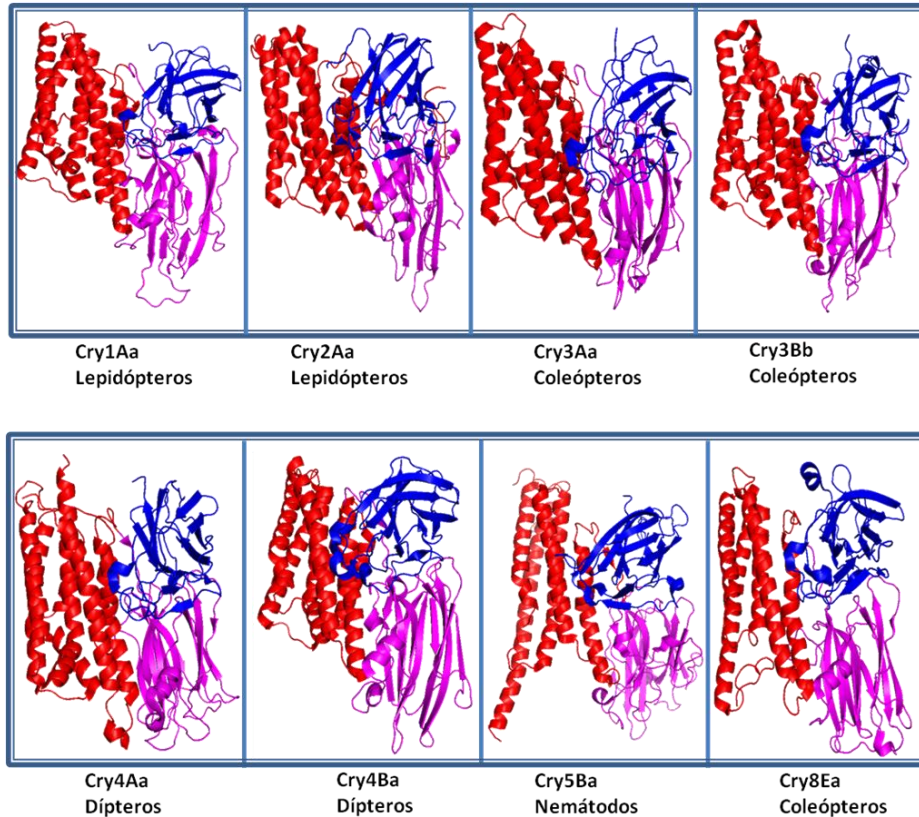 Cry1Aa
Lepidópteros
Cry2Aa
Lepidópteros
Cry3Aa
Coleópteros
Cry3Bb
Coleópteros
Cry4Aa
Dípteros
Cry4Ba
Dípteros
Cry5Ba
Nemátodos
Cry8Ea
Coleópteros